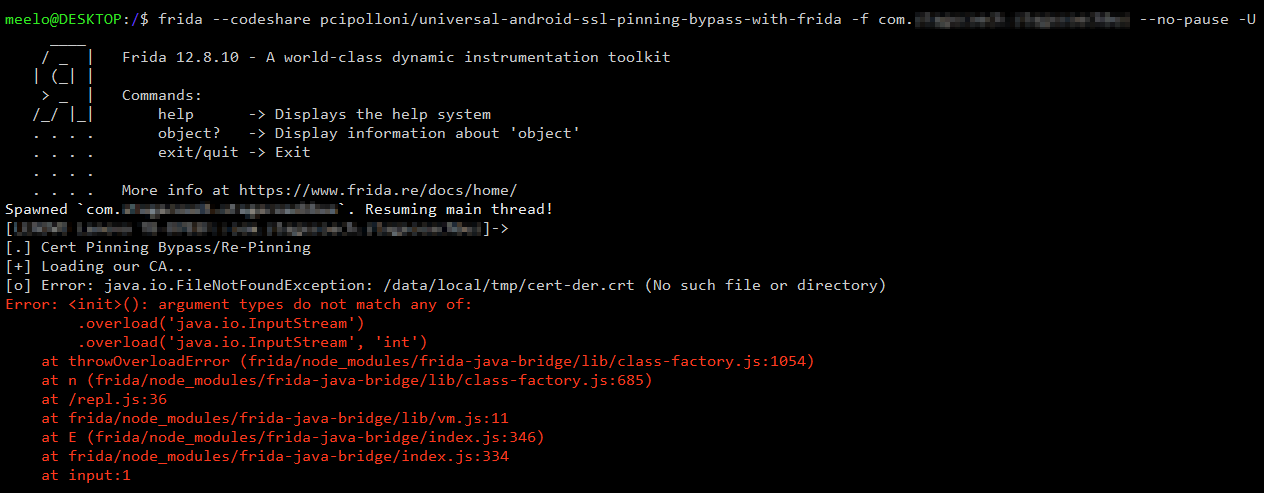 meelo@DESKTOP:/$ frida --codeshare pcipolloni/universal-android-ssl-pinning-bypass-with-frida -f com. --no-pause -U
     ____
    / _  |   Frida 12.8.10 - A world-class dynamic instrumentation toolkit
   | (_| |
    > _  |   Commands:
   /_/ |_|       help      -> Displays the help system
   . . . .       object?   -> Display information about 'object'
   . . . .       exit/quit -> Exit
   . . . .
   . . . .   More info at https://www.frida.re/docs/home/
Spawned `com.`. Resuming main thread!
[]->
[.] Cert Pinning Bypass/Re-Pinning
[+] Loading our CA...
[o] Error: java.io.FileNotFoundException: /data/local/tmp/cert-der.crt (No such file or directory)
Error: <init>(): argument types do not match any of:
        .overload('java.io.InputStream')
        .overload('java.io.InputStream', 'int')
    at throwOverloadError (frida/node_modules/frida-java-bridge/lib/class-factory.js:1054)
    at n (frida/node_modules/frida-java-bridge/lib/class-factory.js:685)
    at /repl.js:36
    at frida/node_modules/frida-java-bridge/lib/vm.js:11
    at E (frida/node_modules/frida-java-bridge/index.js:346)
    at frida/node_modules/frida-java-bridge/index.js:334
    at input:1